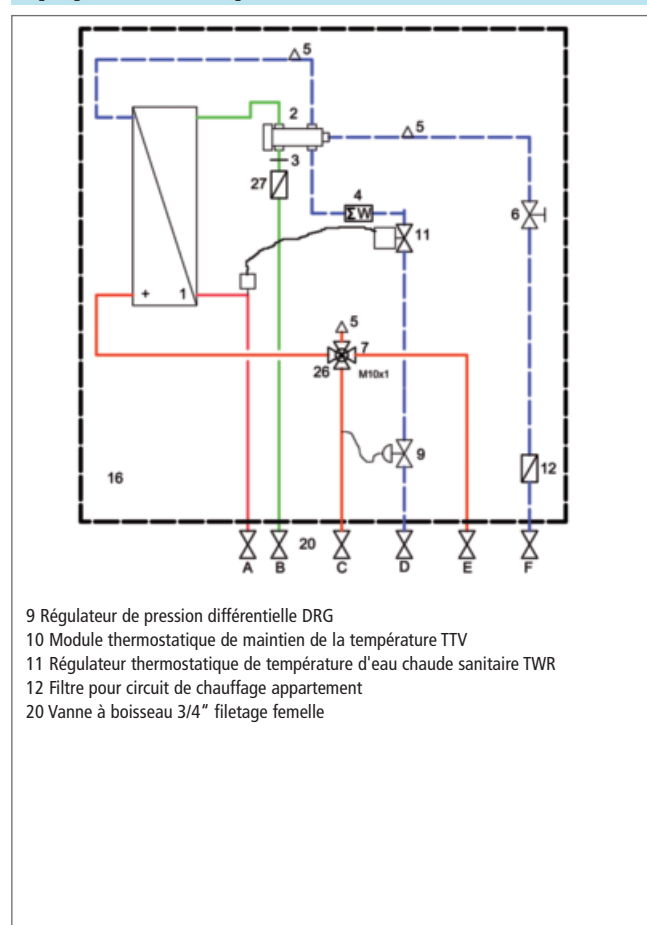 5
2
5
3
27
4
ΣW
6
11
+ 1
5
7
26
M10x1
9
12
16
20
A B C D E F
9 Régulateur de pression différentielle DRG
10 Module thermostatique de maintien de la température TTV
11 Régulateur thermostatique de température d'eau chaude sanitaire TWR
12 Filtre pour circuit de chauffage appartement
20 Vanne à boisseau 3/4“ filetage femelle